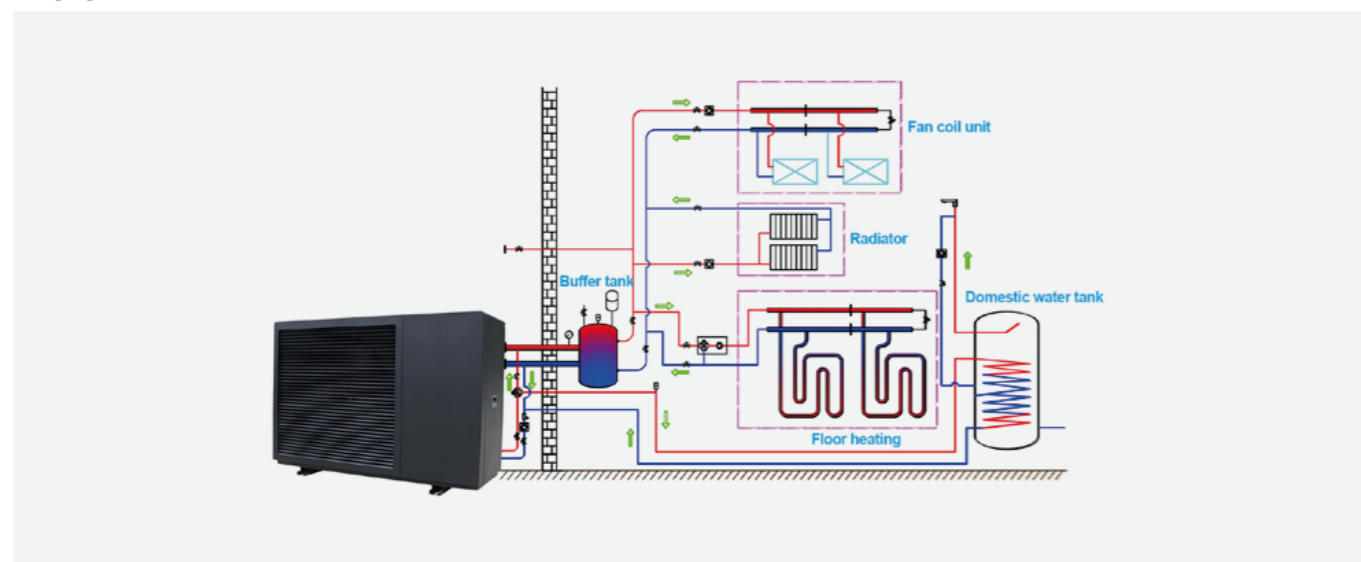 Fan coil unit
Radiator
Buffer tank
Domestic water tank
Floor heating